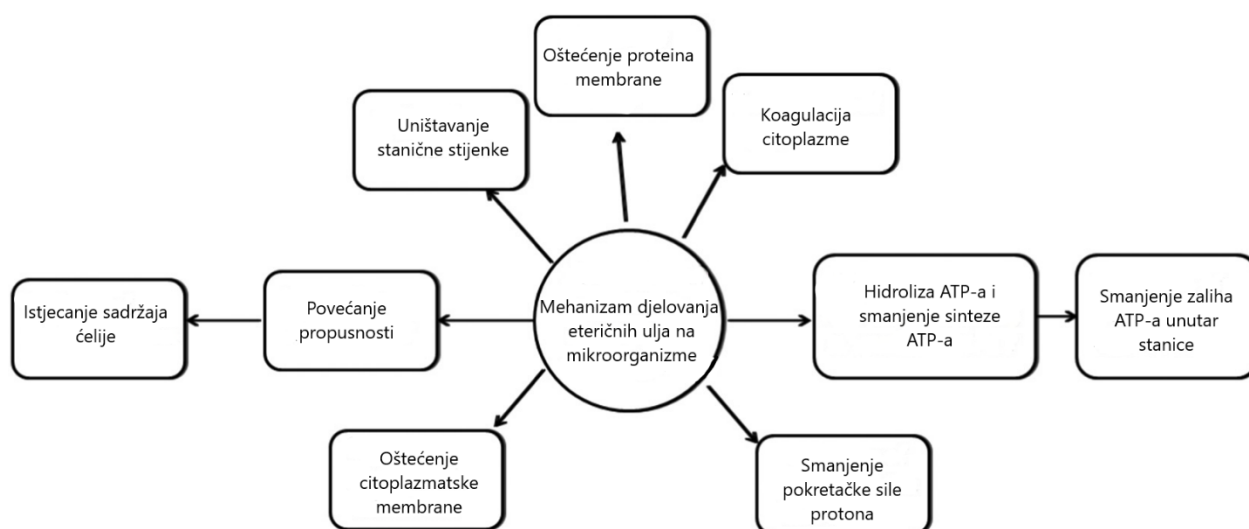 Oštećenje proteina
membrane
Uništavanje
stanične stijenke
Koagulacija
citoplazme
Istjecanje sadržaja
ćelije
Povećanje
propusnosti
Mehanizam djelovanja
eteričnih ulja na
mikroorganizme
Hidroliza ATP-a i
smanjenje sinteze
ATP-a
Smanjenje zaliha
ATP-a unutar
stanice
Oštećenje
citoplazmatske
membrane
Smanjenje
pokretačke sile
protona